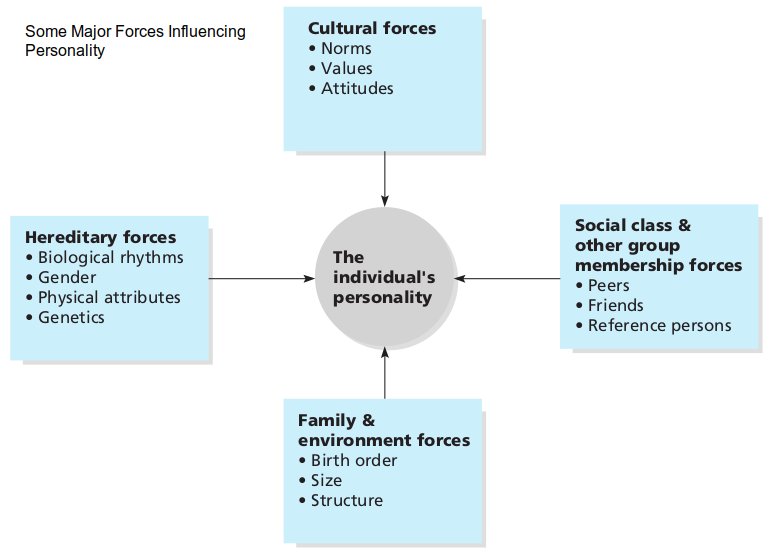 Some Major Forces Influencing
Personality
Cultural forces
• Norms
• Values
• Attitudes
Hereditary forces
• Biological rhythms
• Gender
• Physical attributes
• Genetics
The
individual's
personality
Social class &
other group
membership forces
• Peers
• Friends
• Reference persons
Family &
environment forces
• Birth order
• Size
• Structure